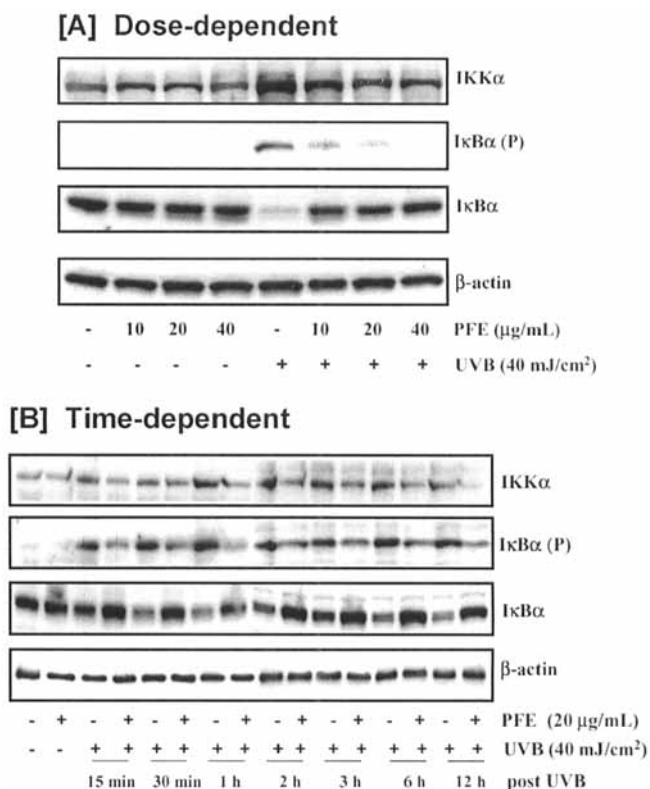 [A] Dose-dependent
IKKα
IκBα (P)
IκBα
β-actin
- 10 20 40 - 10 20 40 PFE (μg/mL)
- - - - + + + + UVB (40 mJ/cm²)
[B] Time-dependent
IKKα
IκBα (P)
IκBα
β-actin
- + - + - + - + - + - + - + - + PFE (20 μg/mL)
- - + + + + + + + + + + + + + + UVB (40 mJ/cm²)
15 min 30 min 1 h 2 h 3 h 6 h 12 h post UVB